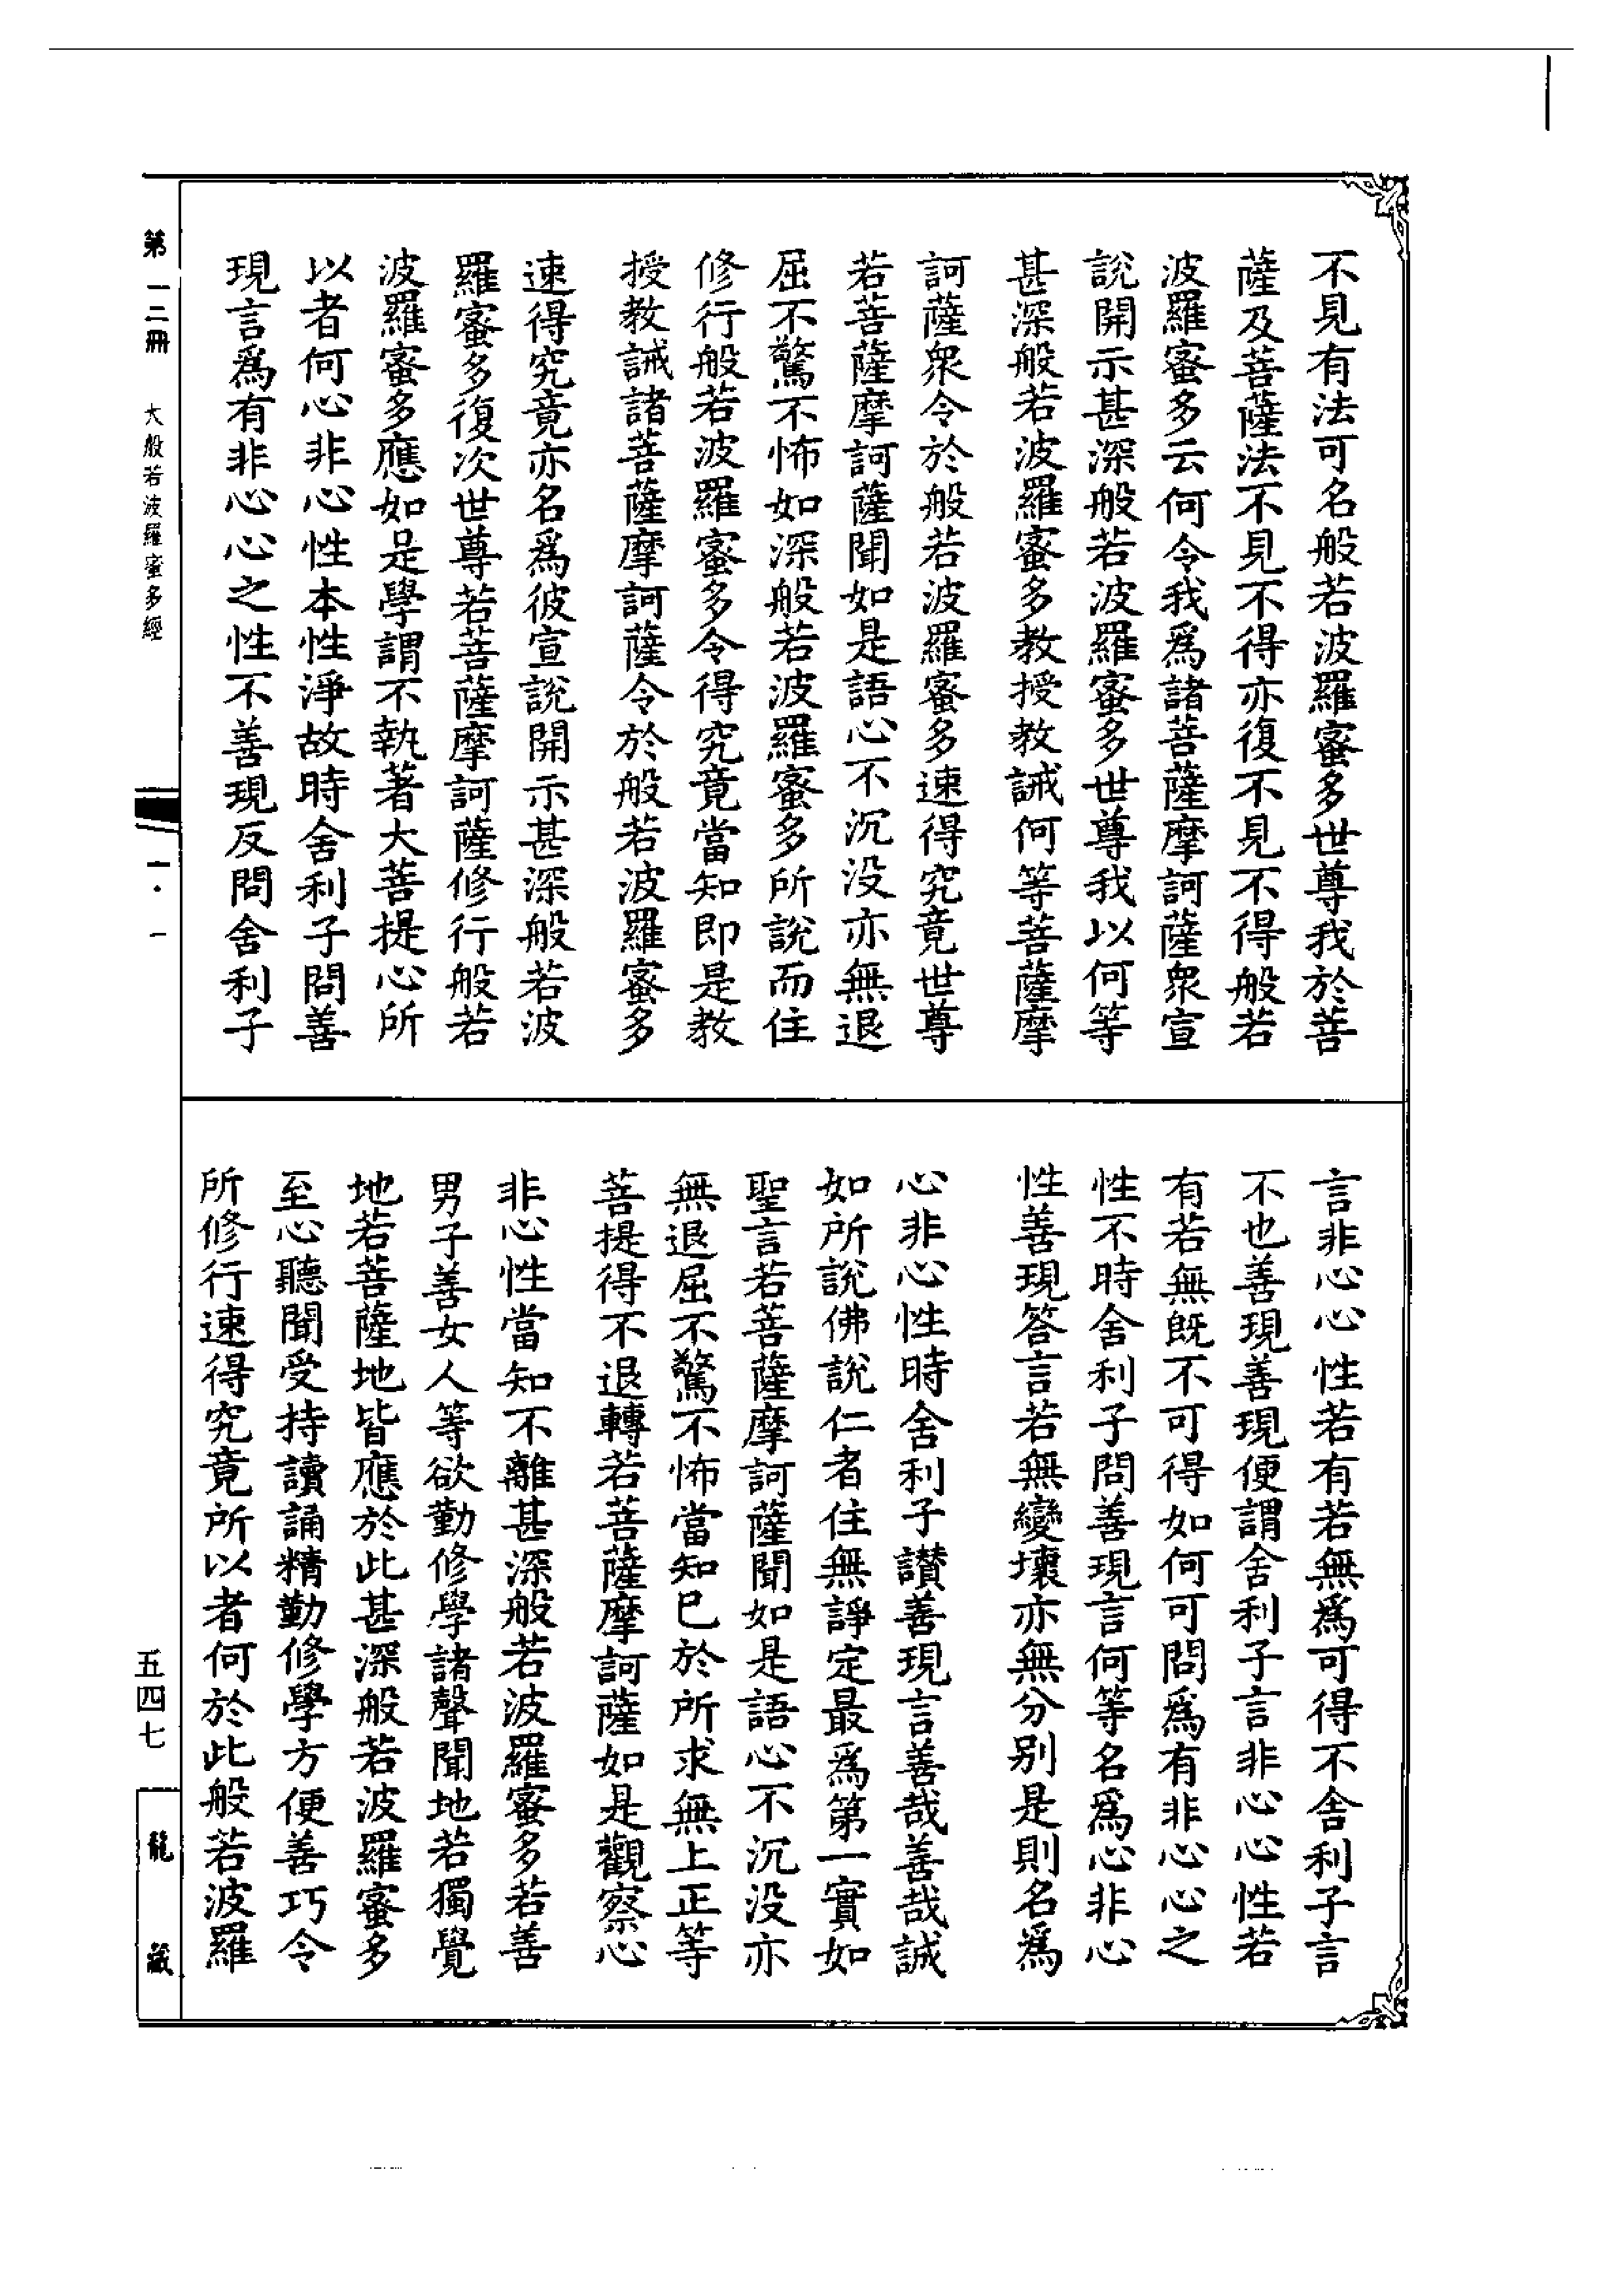 不見有法可名般若波羅蜜多世尊我於菩
薩及菩薩法不見不得亦復不見不得般若
波羅蜜多云何令我爲諸菩薩摩訶薩衆宣
說開示甚深般若波羅蜜多世尊我以何等
甚深般若波羅蜜多教授教誡何等菩薩摩
訶薩衆令於般若波羅蜜多速得究竟世尊
若菩薩摩訶薩聞如是語心不沉没亦無退
屈不驚不怖如深般若波羅蜜多所說而住
修行般若波羅蜜多令得究竟當知即是教
授教誡諸菩薩摩訶薩令於般若波羅蜜多
速得究竟亦名爲彼宣說開示甚深般若波
羅蜜多復次世尊若菩薩摩訶薩修行般若
波羅蜜多應如是學謂不執著大菩提心所
以者何心非心性本性淨故時舍利子問善
現言爲有非心心之性不善現反問舍利子
言非心心性若有若無爲可得不舍利子言
不也善現善現便謂舍利子言非心心性若
有若無旣不可得如何可問爲有非心心之
性不時舍利子問善現言何等名爲心非心
性善現答言若無變壞亦無分别是則名爲
心非心性時舍利子讃善現言善哉善哉誠
如所說佛說仁者住無諍定最爲第一實如
聖言若菩薩摩訶薩聞如是語心不沉没亦
無退屈不驚不怖當知已於所求無上正等
菩提得不退轉若菩薩摩訶薩如是觀察心
非心性當知不離甚深般若波羅蜜多若善
男子善女人等欲勤修學諸聲聞地若獨覺
地若菩薩地皆應於此甚深般若波羅蜜多
至心聽聞受持讀誦精勤修學方便善巧令
所修行速得究竟所以者何於此般若波羅
第一二冊 大般若波羅蜜多經
一·一
五四七
龍藏